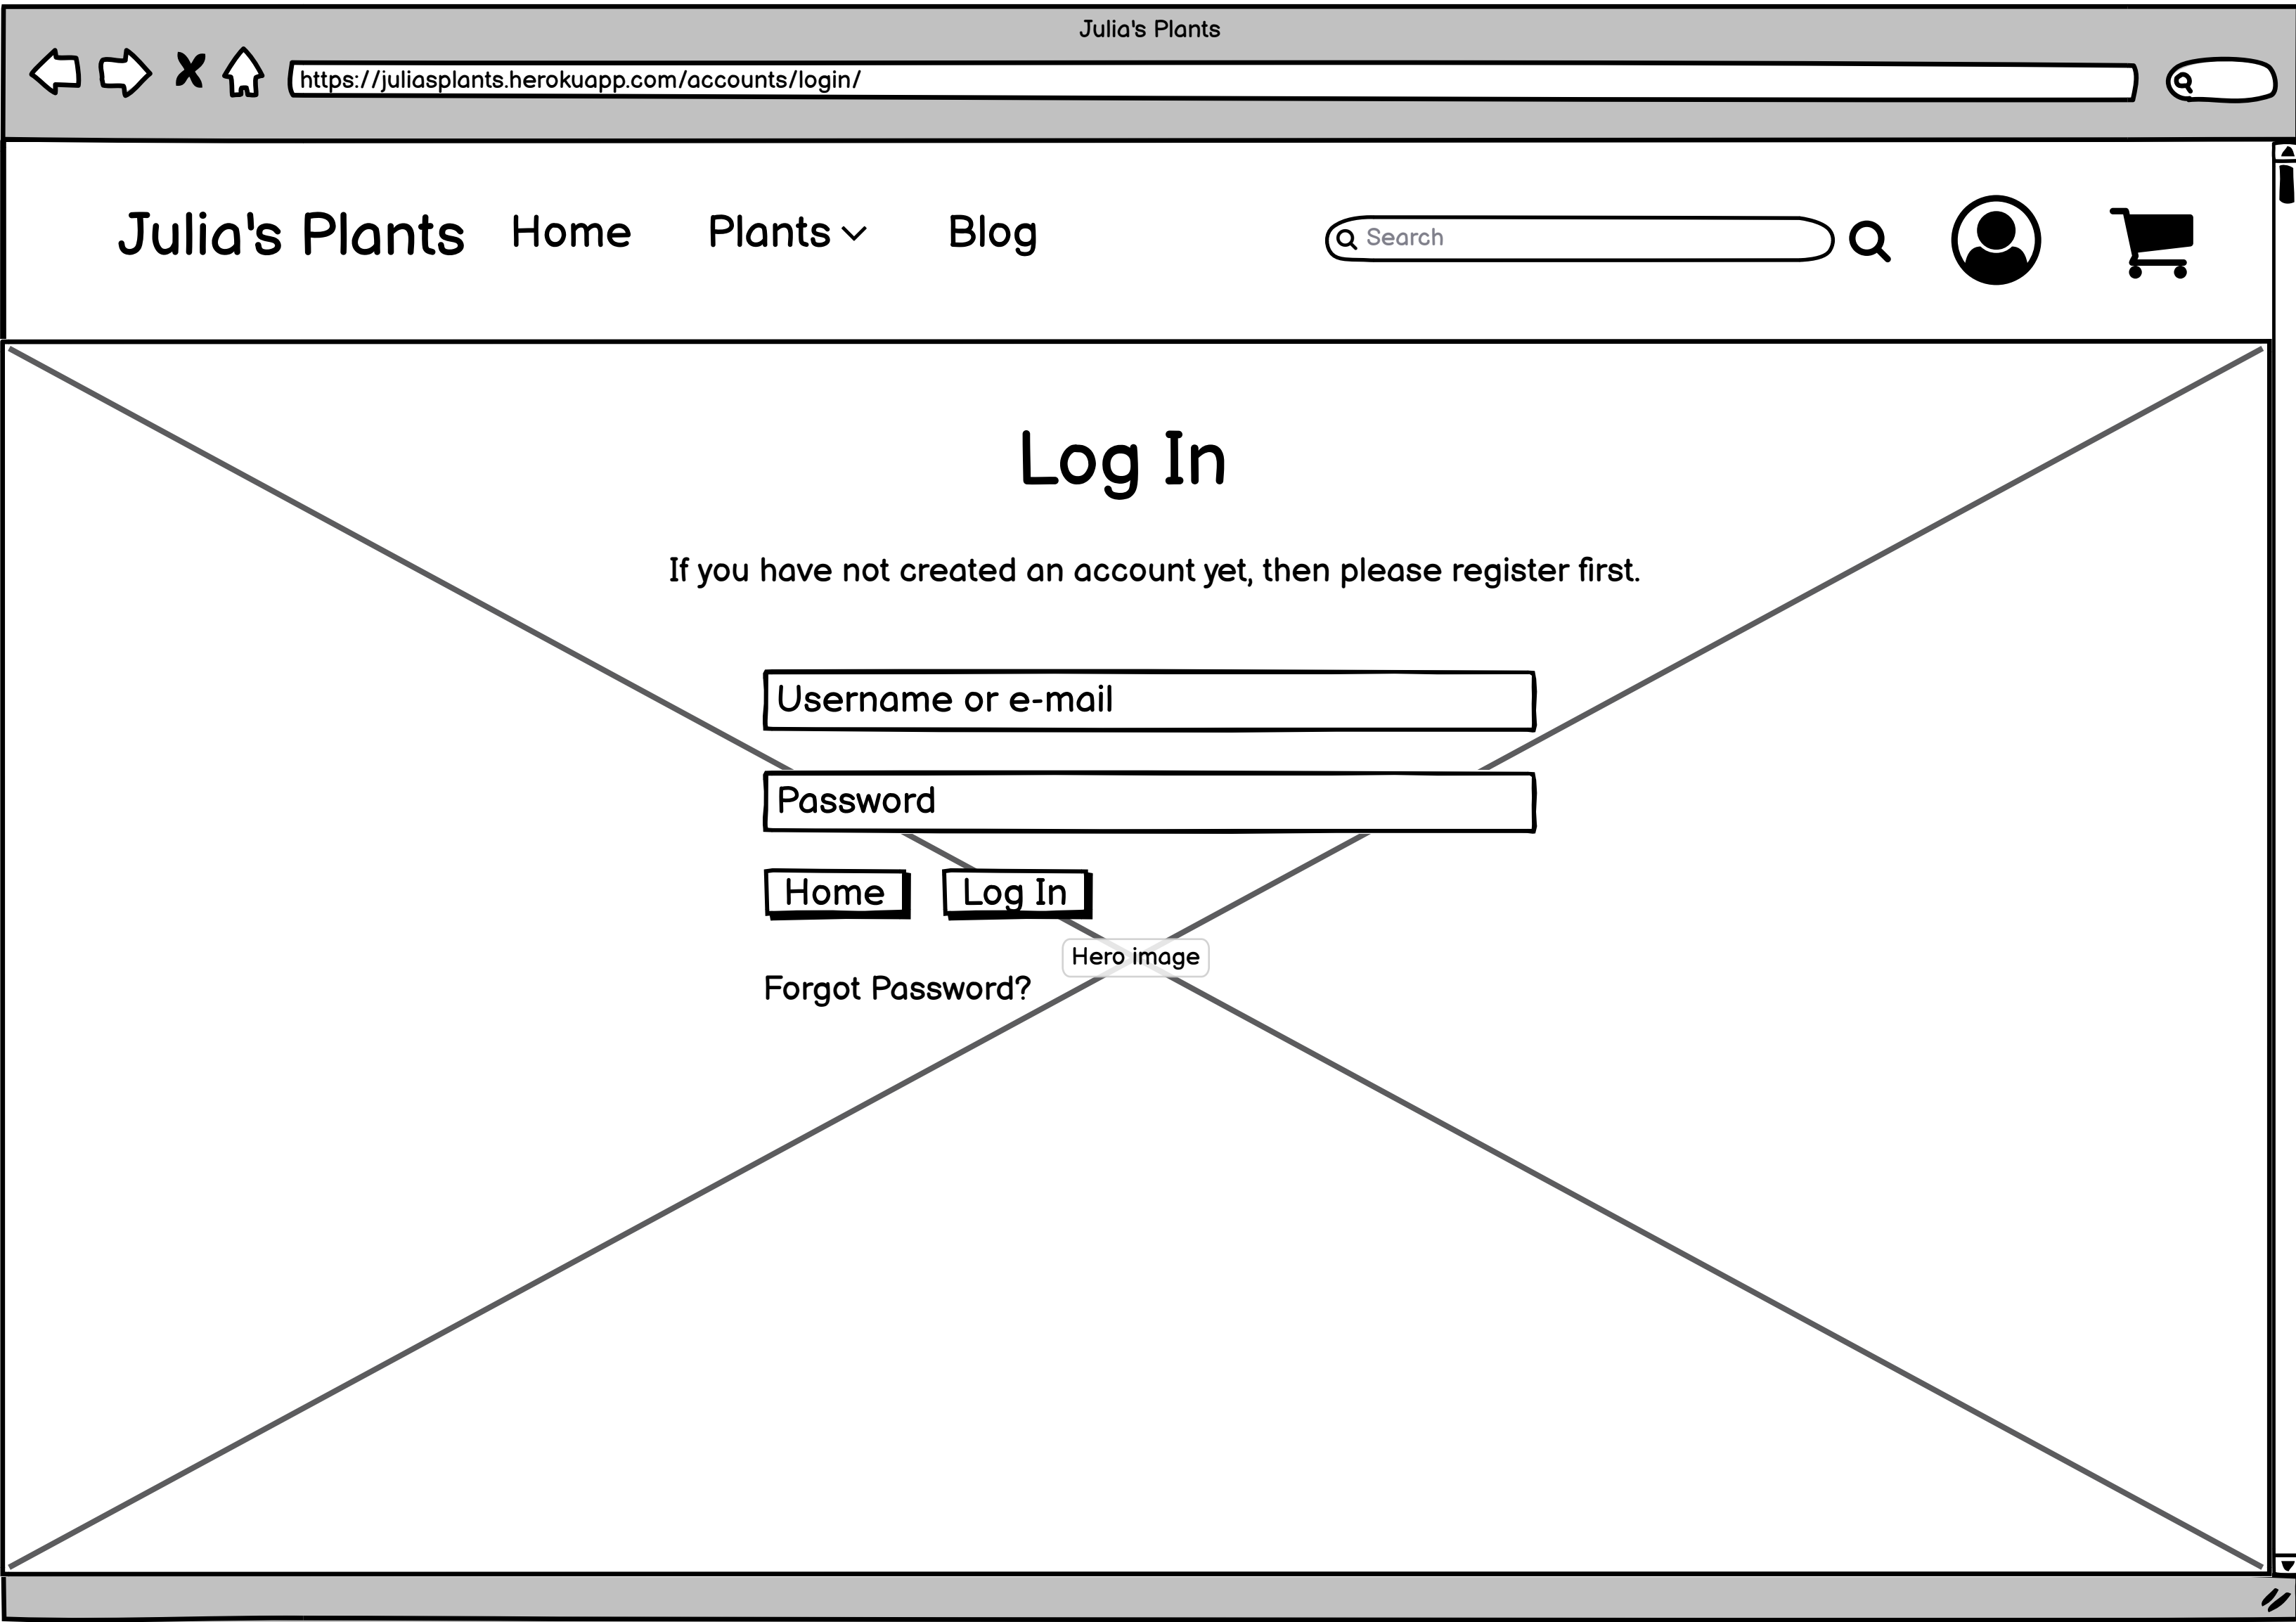 Julia's Plants
https://juliasplants.herokuapp.com/accounts/login/
Julia's Plants Home Plants Blog Search
Log In
If you have not created an account yet, then please register first.
Username or e-mail
Password
Home Log In
Hero image
Forgot Password?